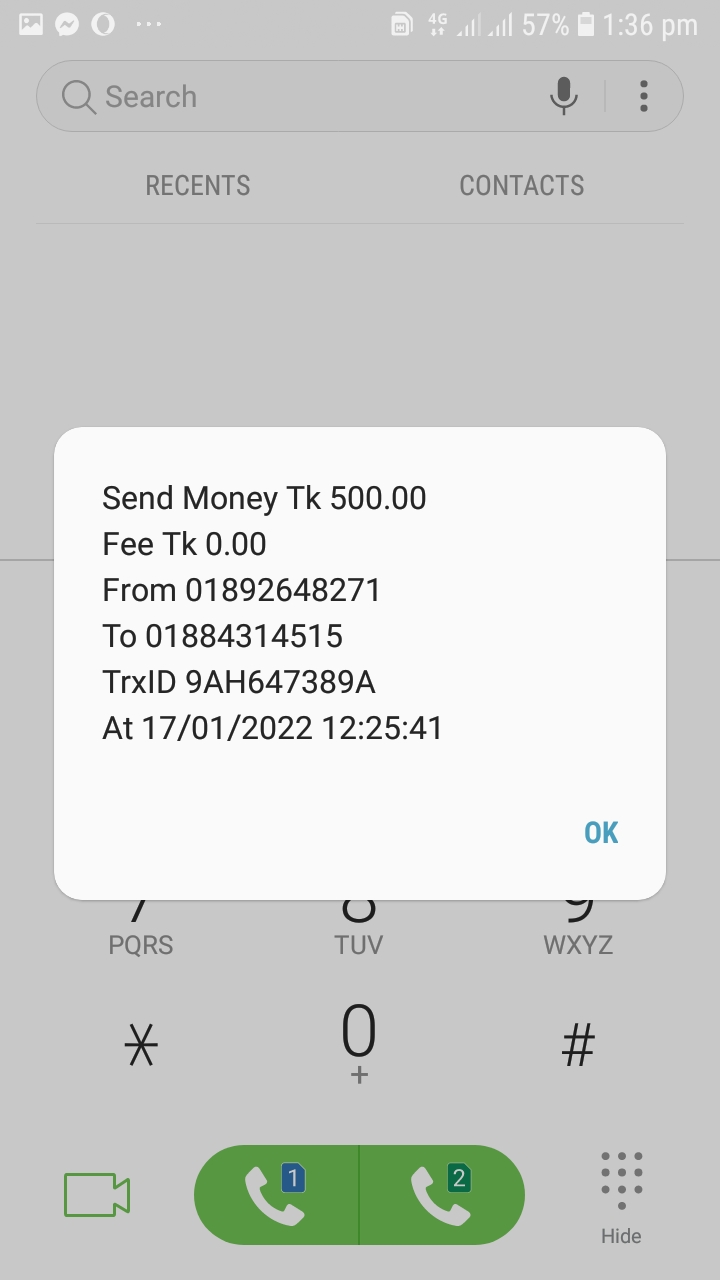 4G 57% 1:36 pm
Search
RECENTS CONTACTS
Send Money Tk 500.00
Fee Tk 0.00
From 01892648271
To 01884314515
TrxID 9AH647389A
At 17/01/2022 12:25:41
OK
7 8 9
PQRS TUV WXYZ
* 0 #
+
1 2
Hide